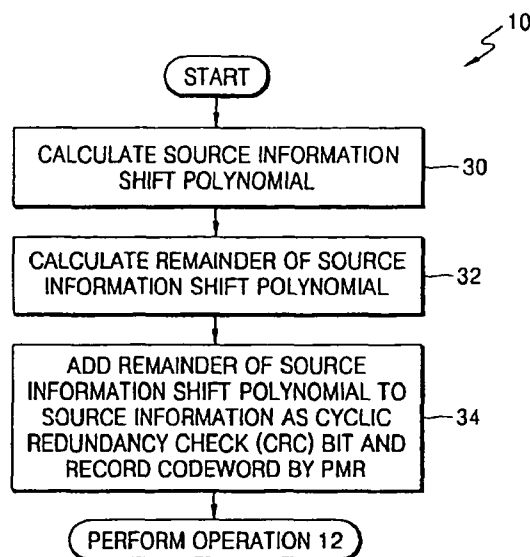 10
START
CALCULATE SOURCE INFORMATION
SHIFT POLYNOMIAL
30
CALCULATE REMAINDER OF SOURCE
INFORMATION SHIFT POLYNOMIAL
32
ADD REMAINDER OF SOURCE
INFORMATION SHIFT POLYNOMIAL TO
SOURCE INFORMATION AS CYCLIC
REDUNDANCY CHECK (CRC) BIT AND
RECORD CODEWORD BY PMR
34
PERFORM OPERATION 12